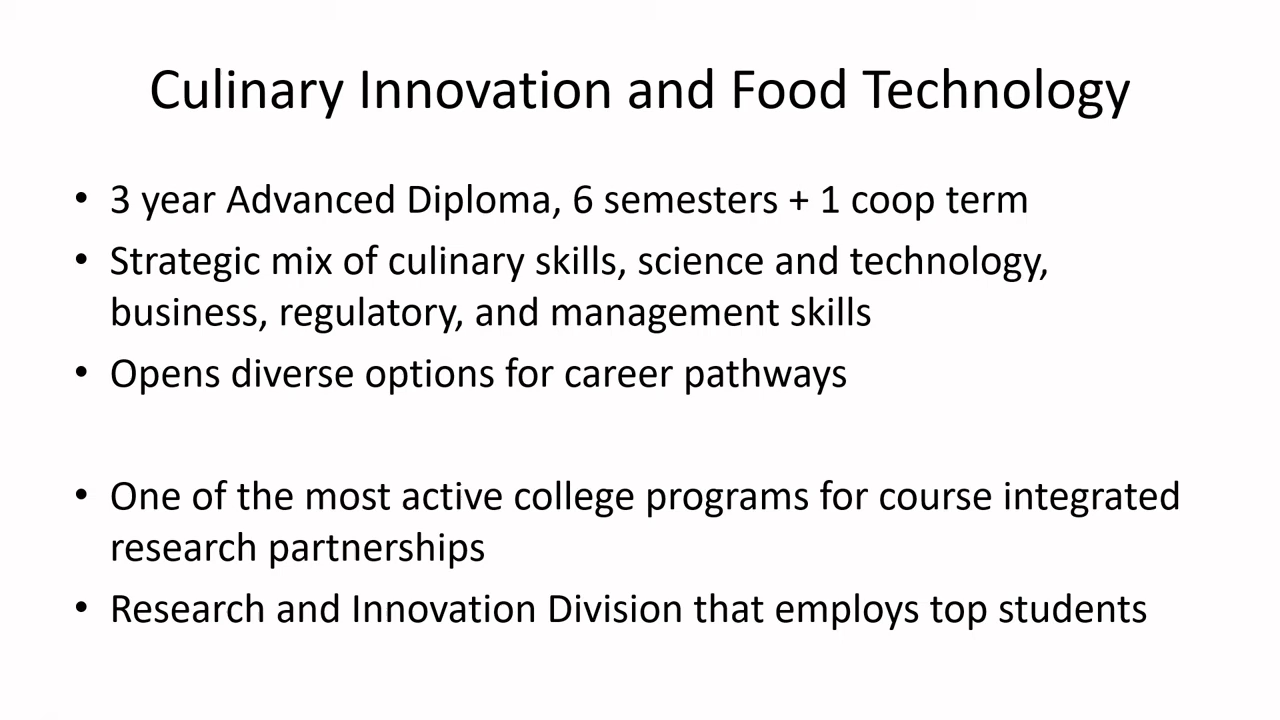 Culinary Innovation and Food Technology
• 3 year Advanced Diploma, 6 semesters + 1 coop term
• Strategic mix of culinary skills, science and technology,
business, regulatory, and management skills
• Opens diverse options for career pathways
• One of the most active college programs for course integrated
research partnerships
• Research and Innovation Division that employs top students